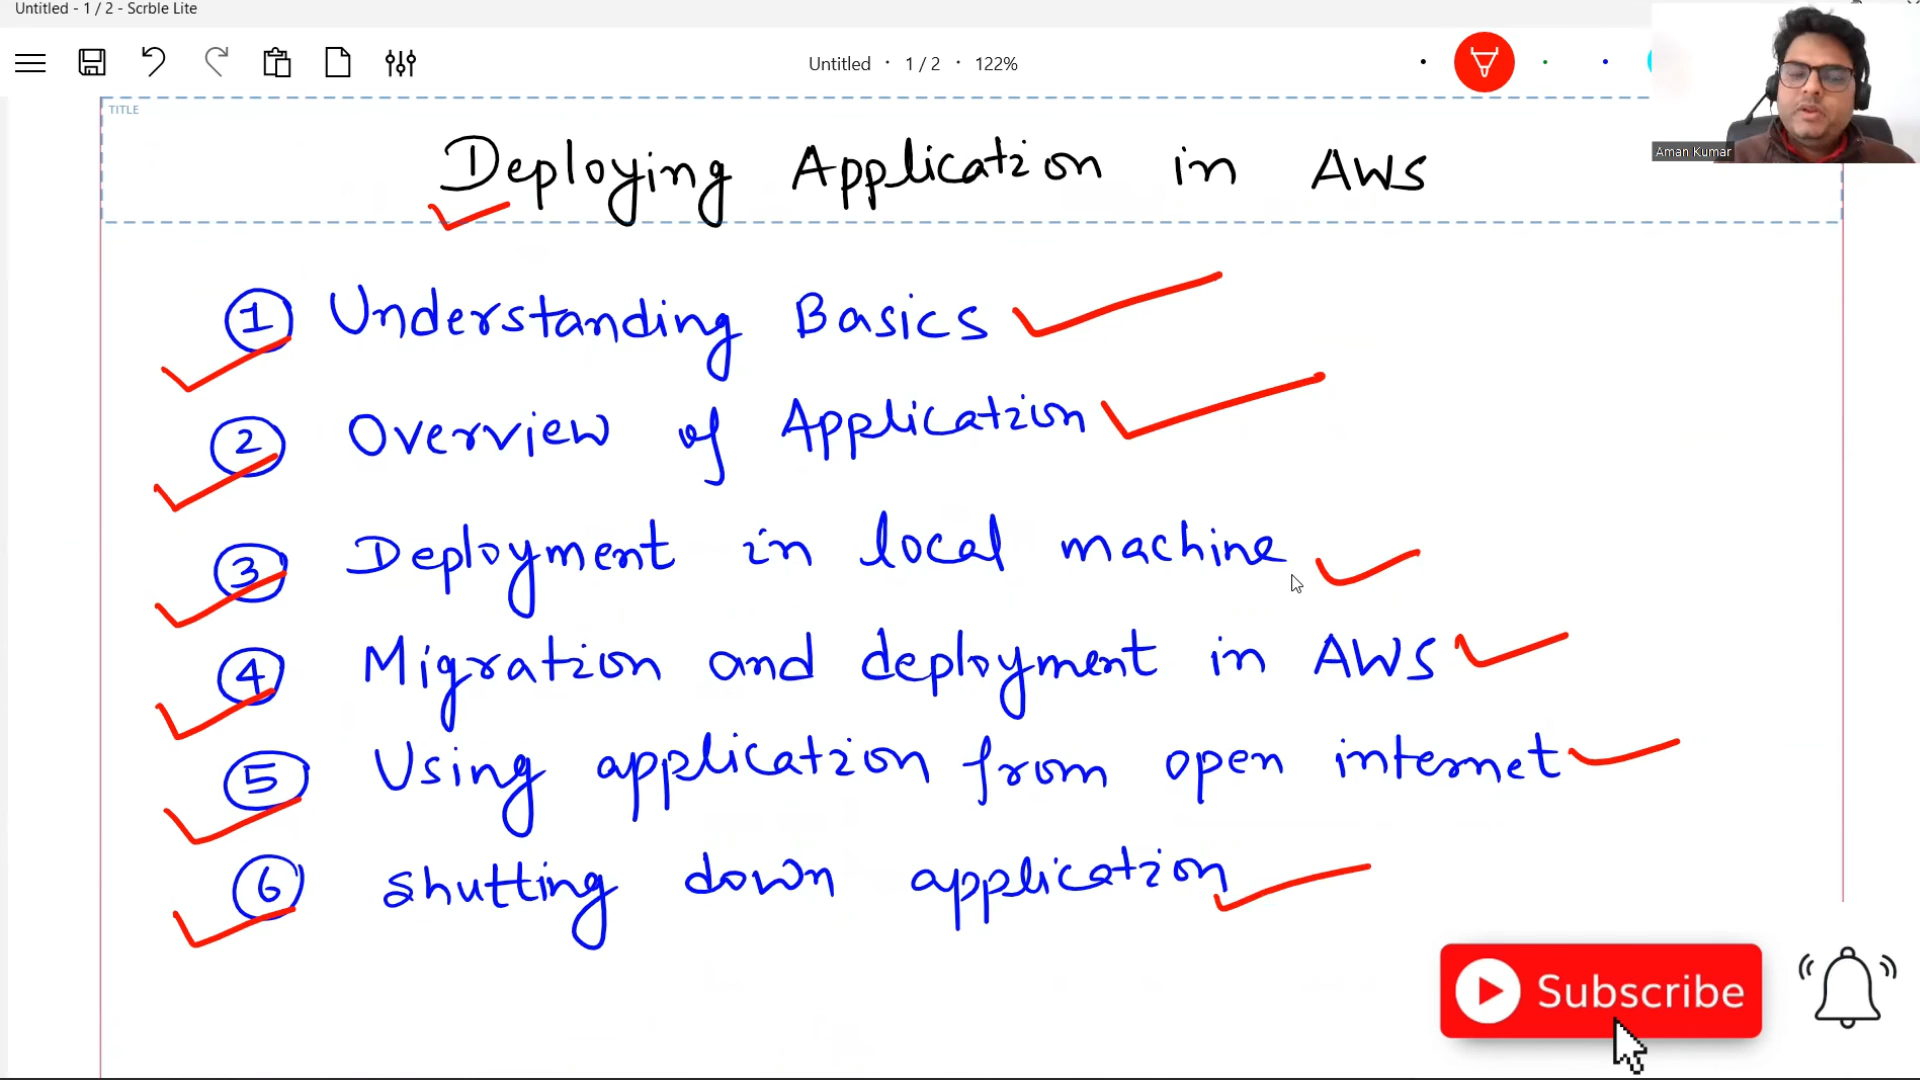 Untitled - 1 / 2 - Scrble Lite
Untitled · 1 / 2 · 122%
Aman Kumar
TITLE
Deploying Application in AWS
1 Understanding Basics
2 Overview of Application
3 Deployment in local machine
4 Migration and deployment in AWS
5 Using application from open internet
6 shutting down application
Subscribe